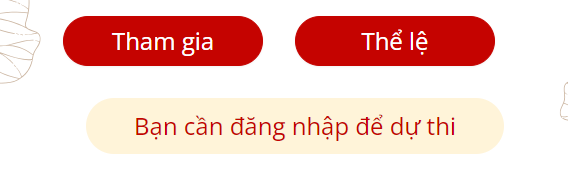 Tham gia
Thể lệ
Bạn cần đăng nhập để dự thi